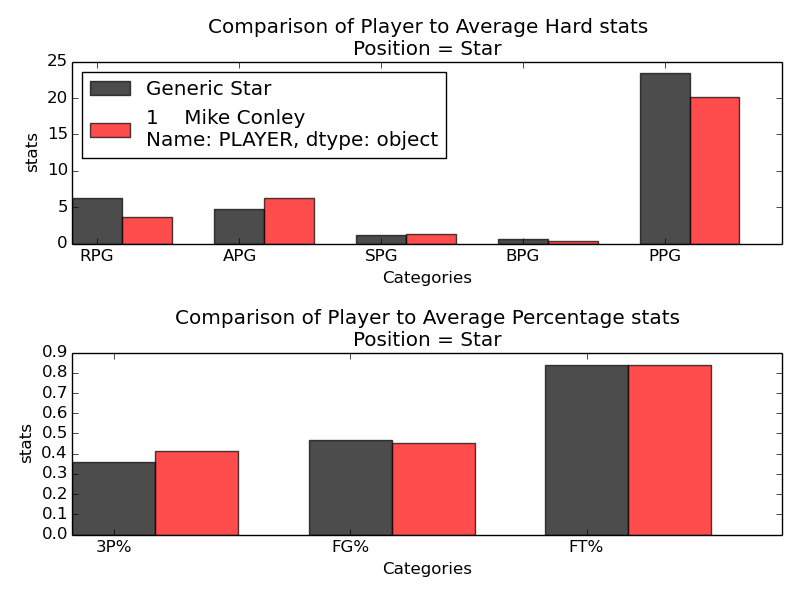 Comparison of Player to Average Hard stats
Position = Star
25
20
15
10
5
0
stats
Generic Star
1    Mike Conley
Name: PLAYER, dtype: object
RPG APG SPG BPG PPG
Categories
Comparison of Player to Average Percentage stats
Position = Star
0.9
0.8
0.7
0.6
0.5
0.4
0.3
0.2
0.1
0.0
stats
3P% FG% FT%
Categories